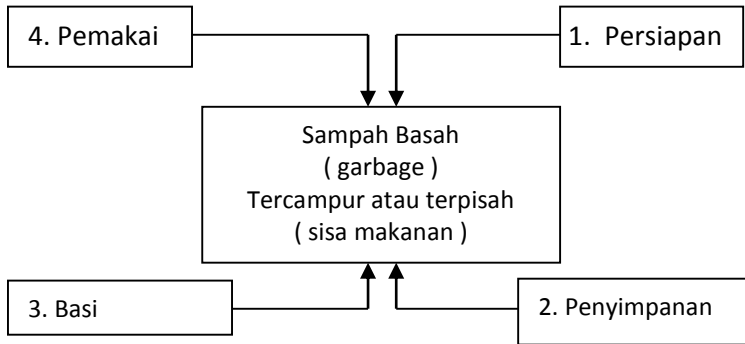 4. Pemakai
1. Persiapan
Sampah Basah
( garbage )
Tercampur atau terpisah
( sisa makanan )
3. Basi
2. Penyimpanan